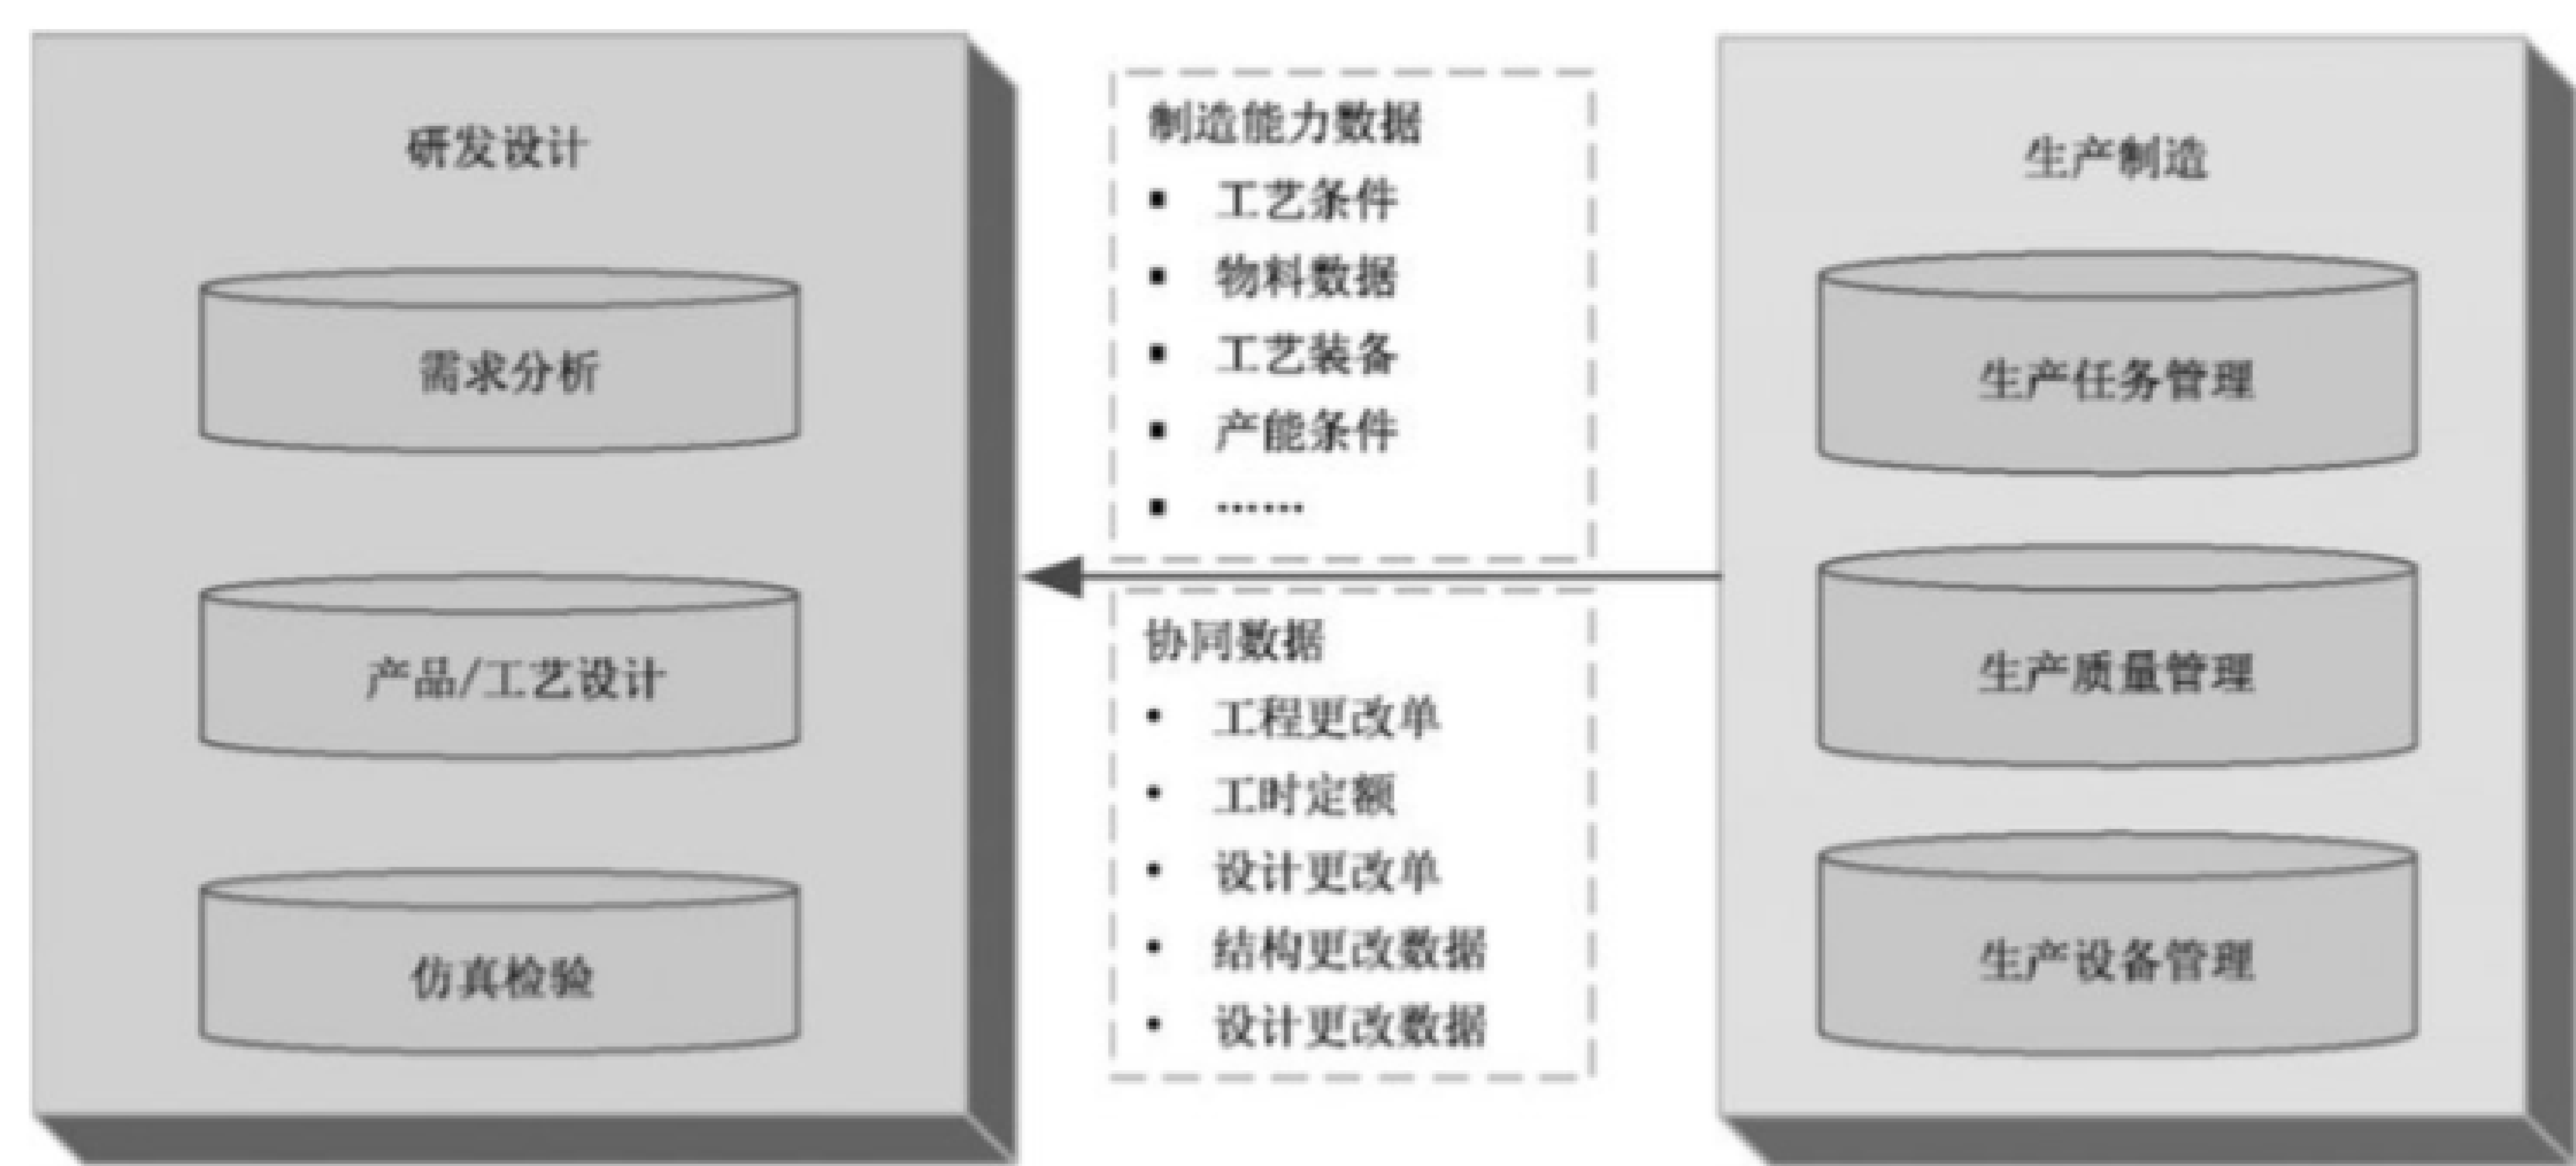 研发设计
需求分析
产品/工艺设计
仿真检验
制造能力数据
▪ 工艺条件
▪ 物料数据
▪ 工艺装备
▪ 产能条件
▪ ……
协同数据
• 工程更改单
• 工时定额
• 设计更改单
• 结构更改数据
• 设计更改数据
生产制造
生产任务管理
生产质量管理
生产设备管理